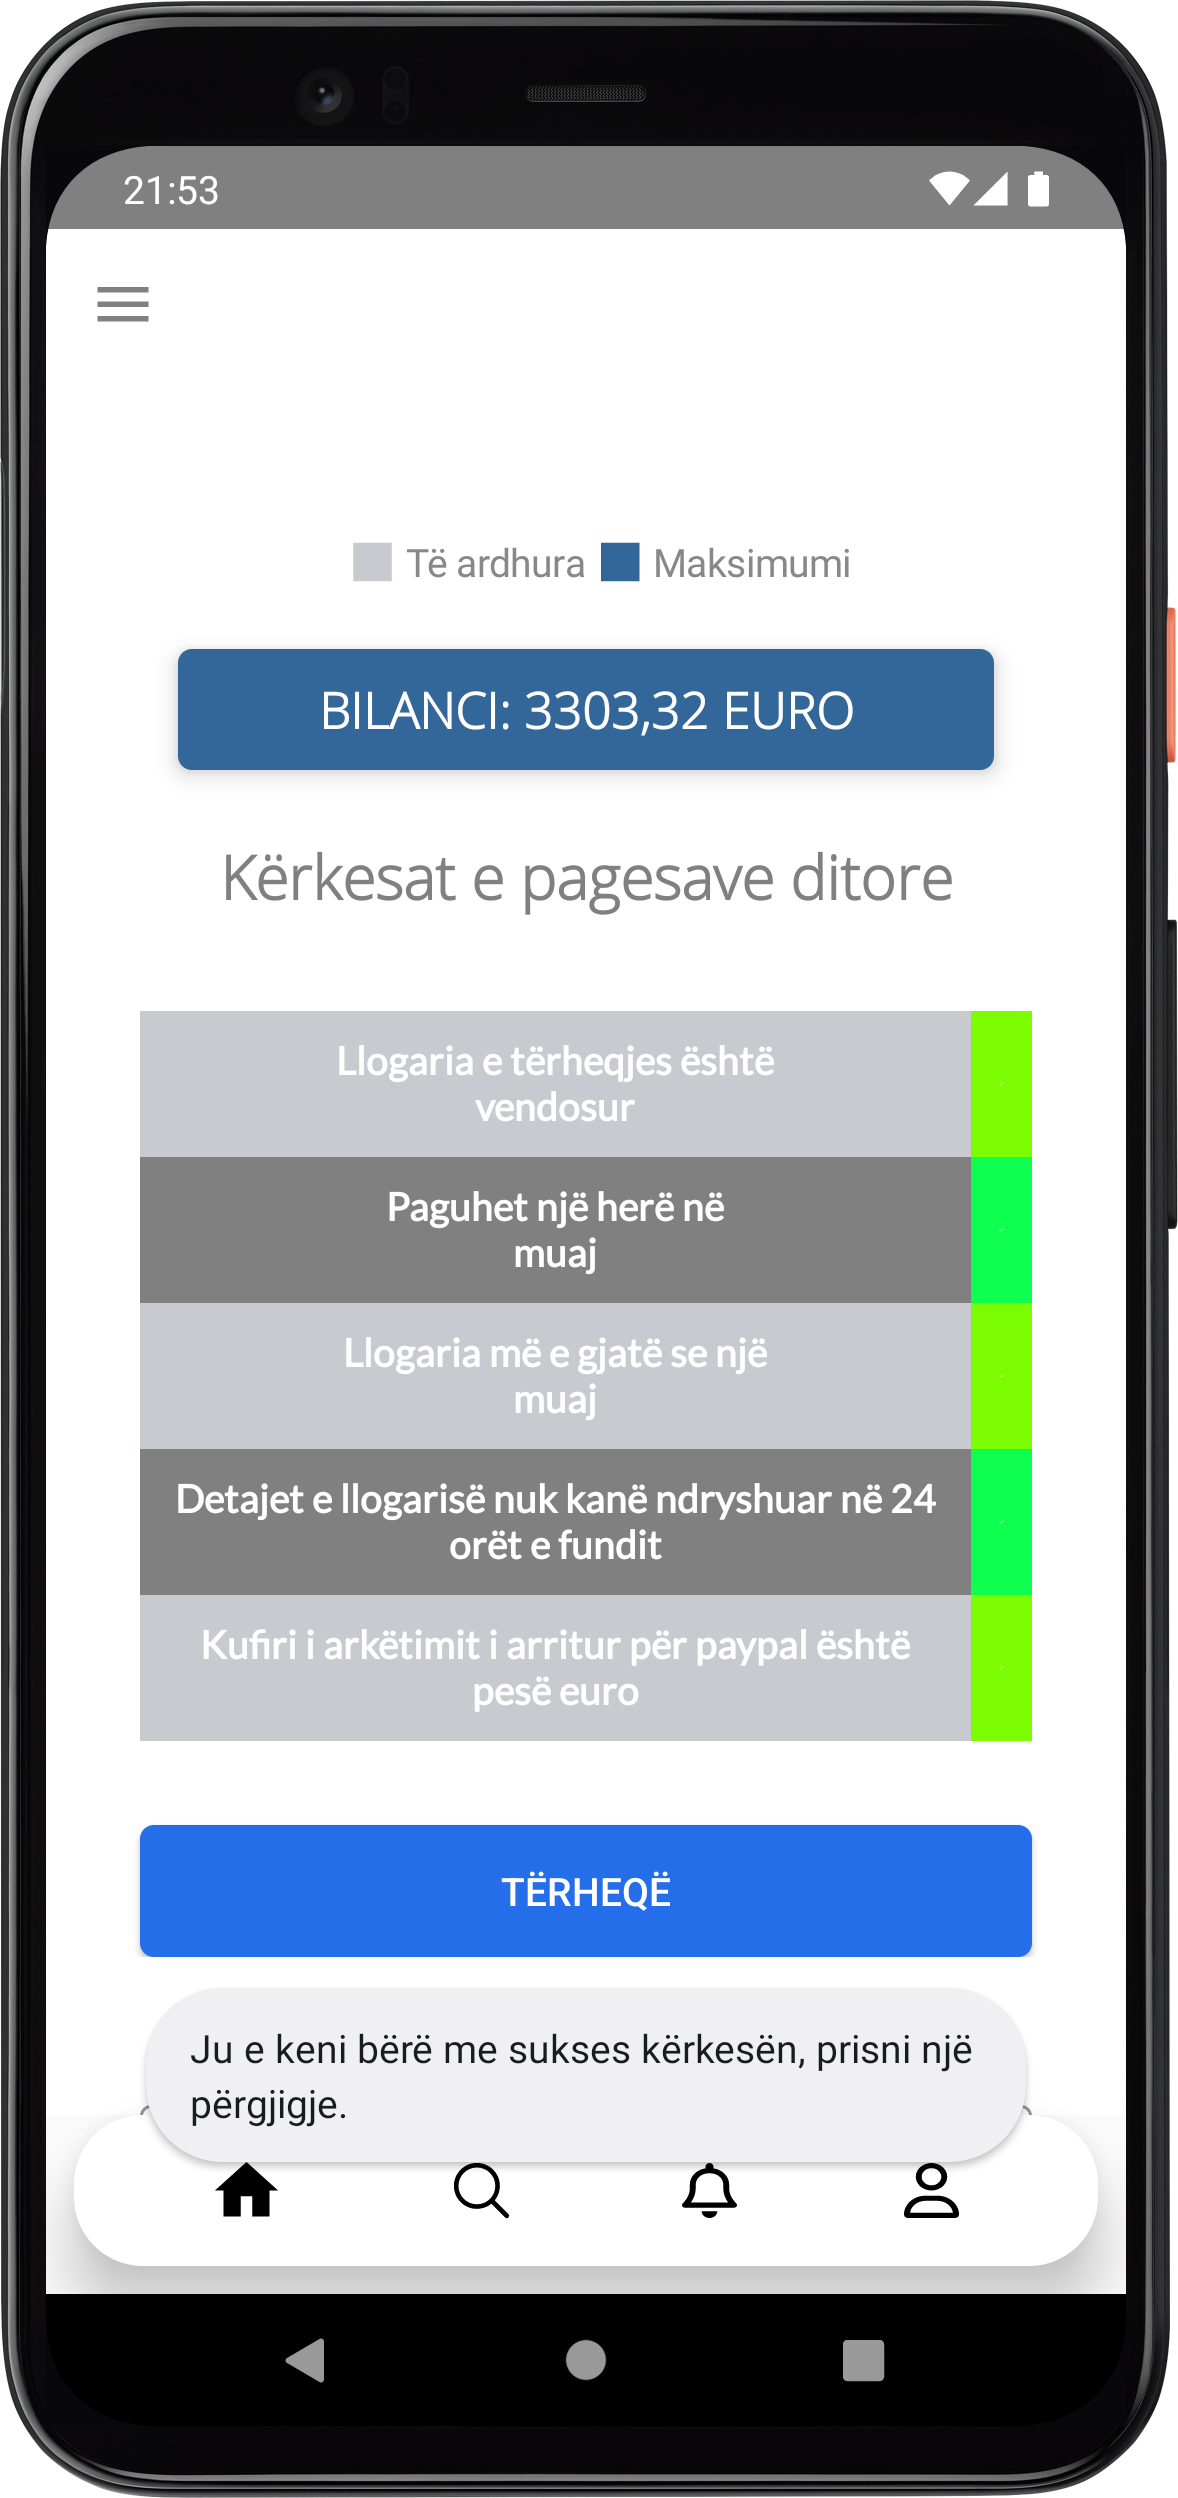 21:53
Të ardhura Maksimumi
BILANCI: 3303,32 EURO
Kërkesat e pagesave ditore
Llogaria e tërheqjes është
vendosur
Paguhet një herë në
muaj
Llogaria më e gjatë se një
muaj
Detajet e llogarisë nuk kanë ndryshuar në 24
orët e fundit
Kufiri i arkëtimit i arritur për paypal është
pesë euro
TËRHEQË
Ju e keni bërë me sukses kërkesën, prisni një
përgjigje.